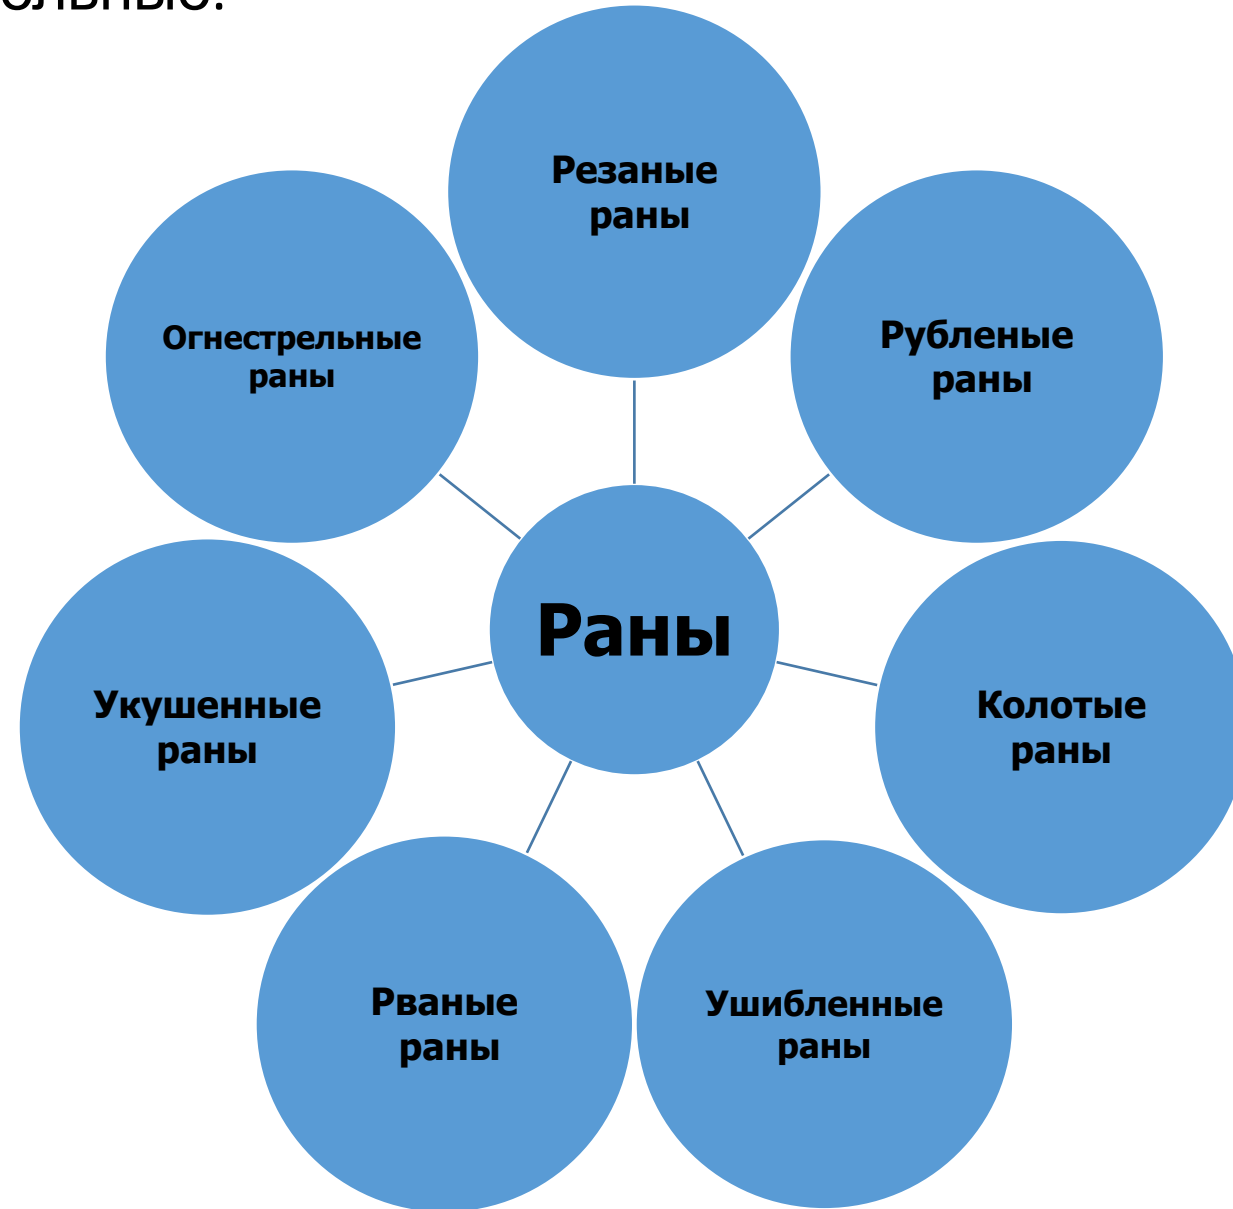 Резаные
раны
Рубленые
раны
Колотые
раны
Ушибленные
раны
Рваные
раны
Укушенные
раны
Огнестрельные
раны
Раны